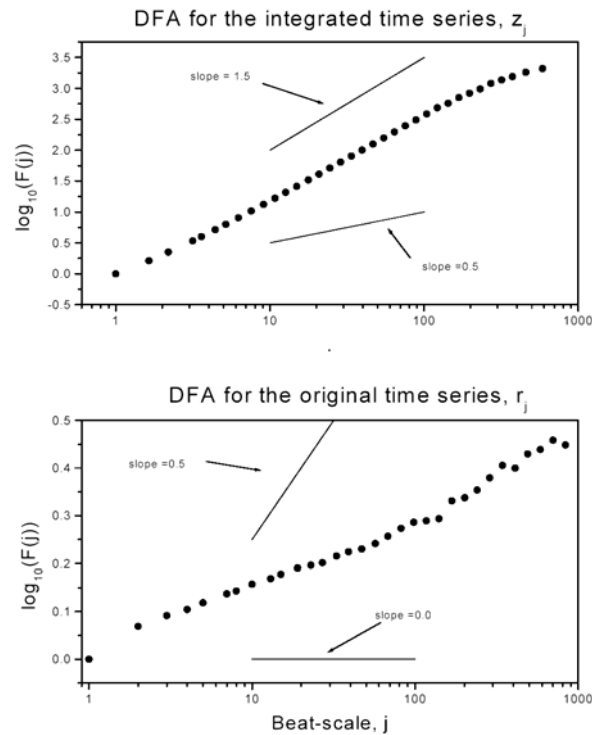 DFA for the integrated time series, z_j
3.5
3.0
2.5
2.0
1.5
1.0
0.5
0.0
-0.5
log₁₀(F(j))
slope = 1.5
slope =0.5
1
10
100
1000
DFA for the original time series, r_j
0.5
0.4
0.3
0.2
0.1
0.0
log₁₀(F(j))
slope =0.5
slope =0.0
1
10
100
1000
Beat-scale, j